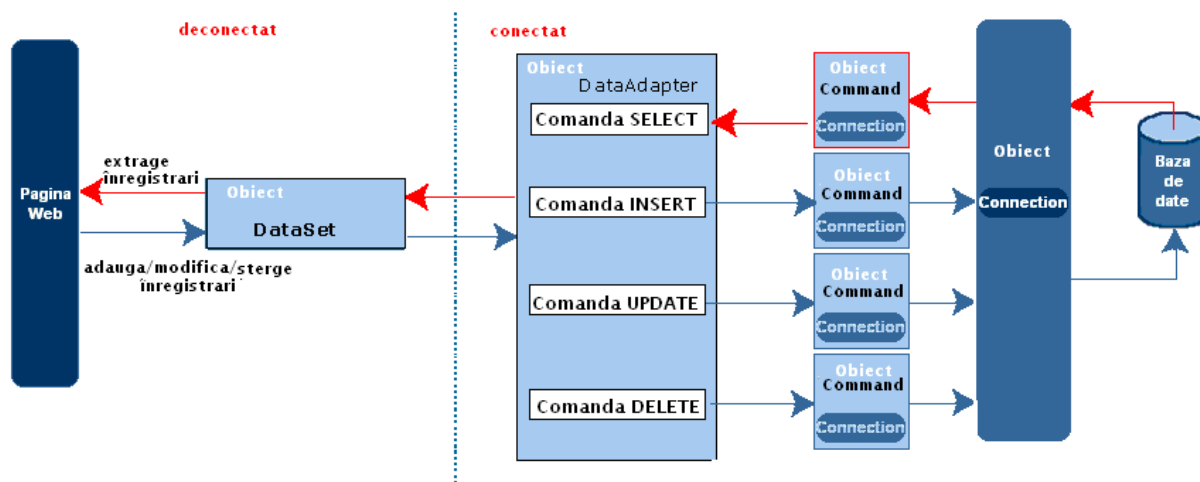 deconectat
conectat
Pagina
Web
extrage
înregistrari
Obiect
DataSet
adauga/modifica/sterge
înregistrari
Obiect
DataAdapter
Comanda SELECT
Comanda INSERT
Comanda UPDATE
Comanda DELETE
Obiect
Command
Connection
Obiect
Command
Connection
Obiect
Command
Connection
Obiect
Command
Connection
Obiect
Connection
Baza
de
date